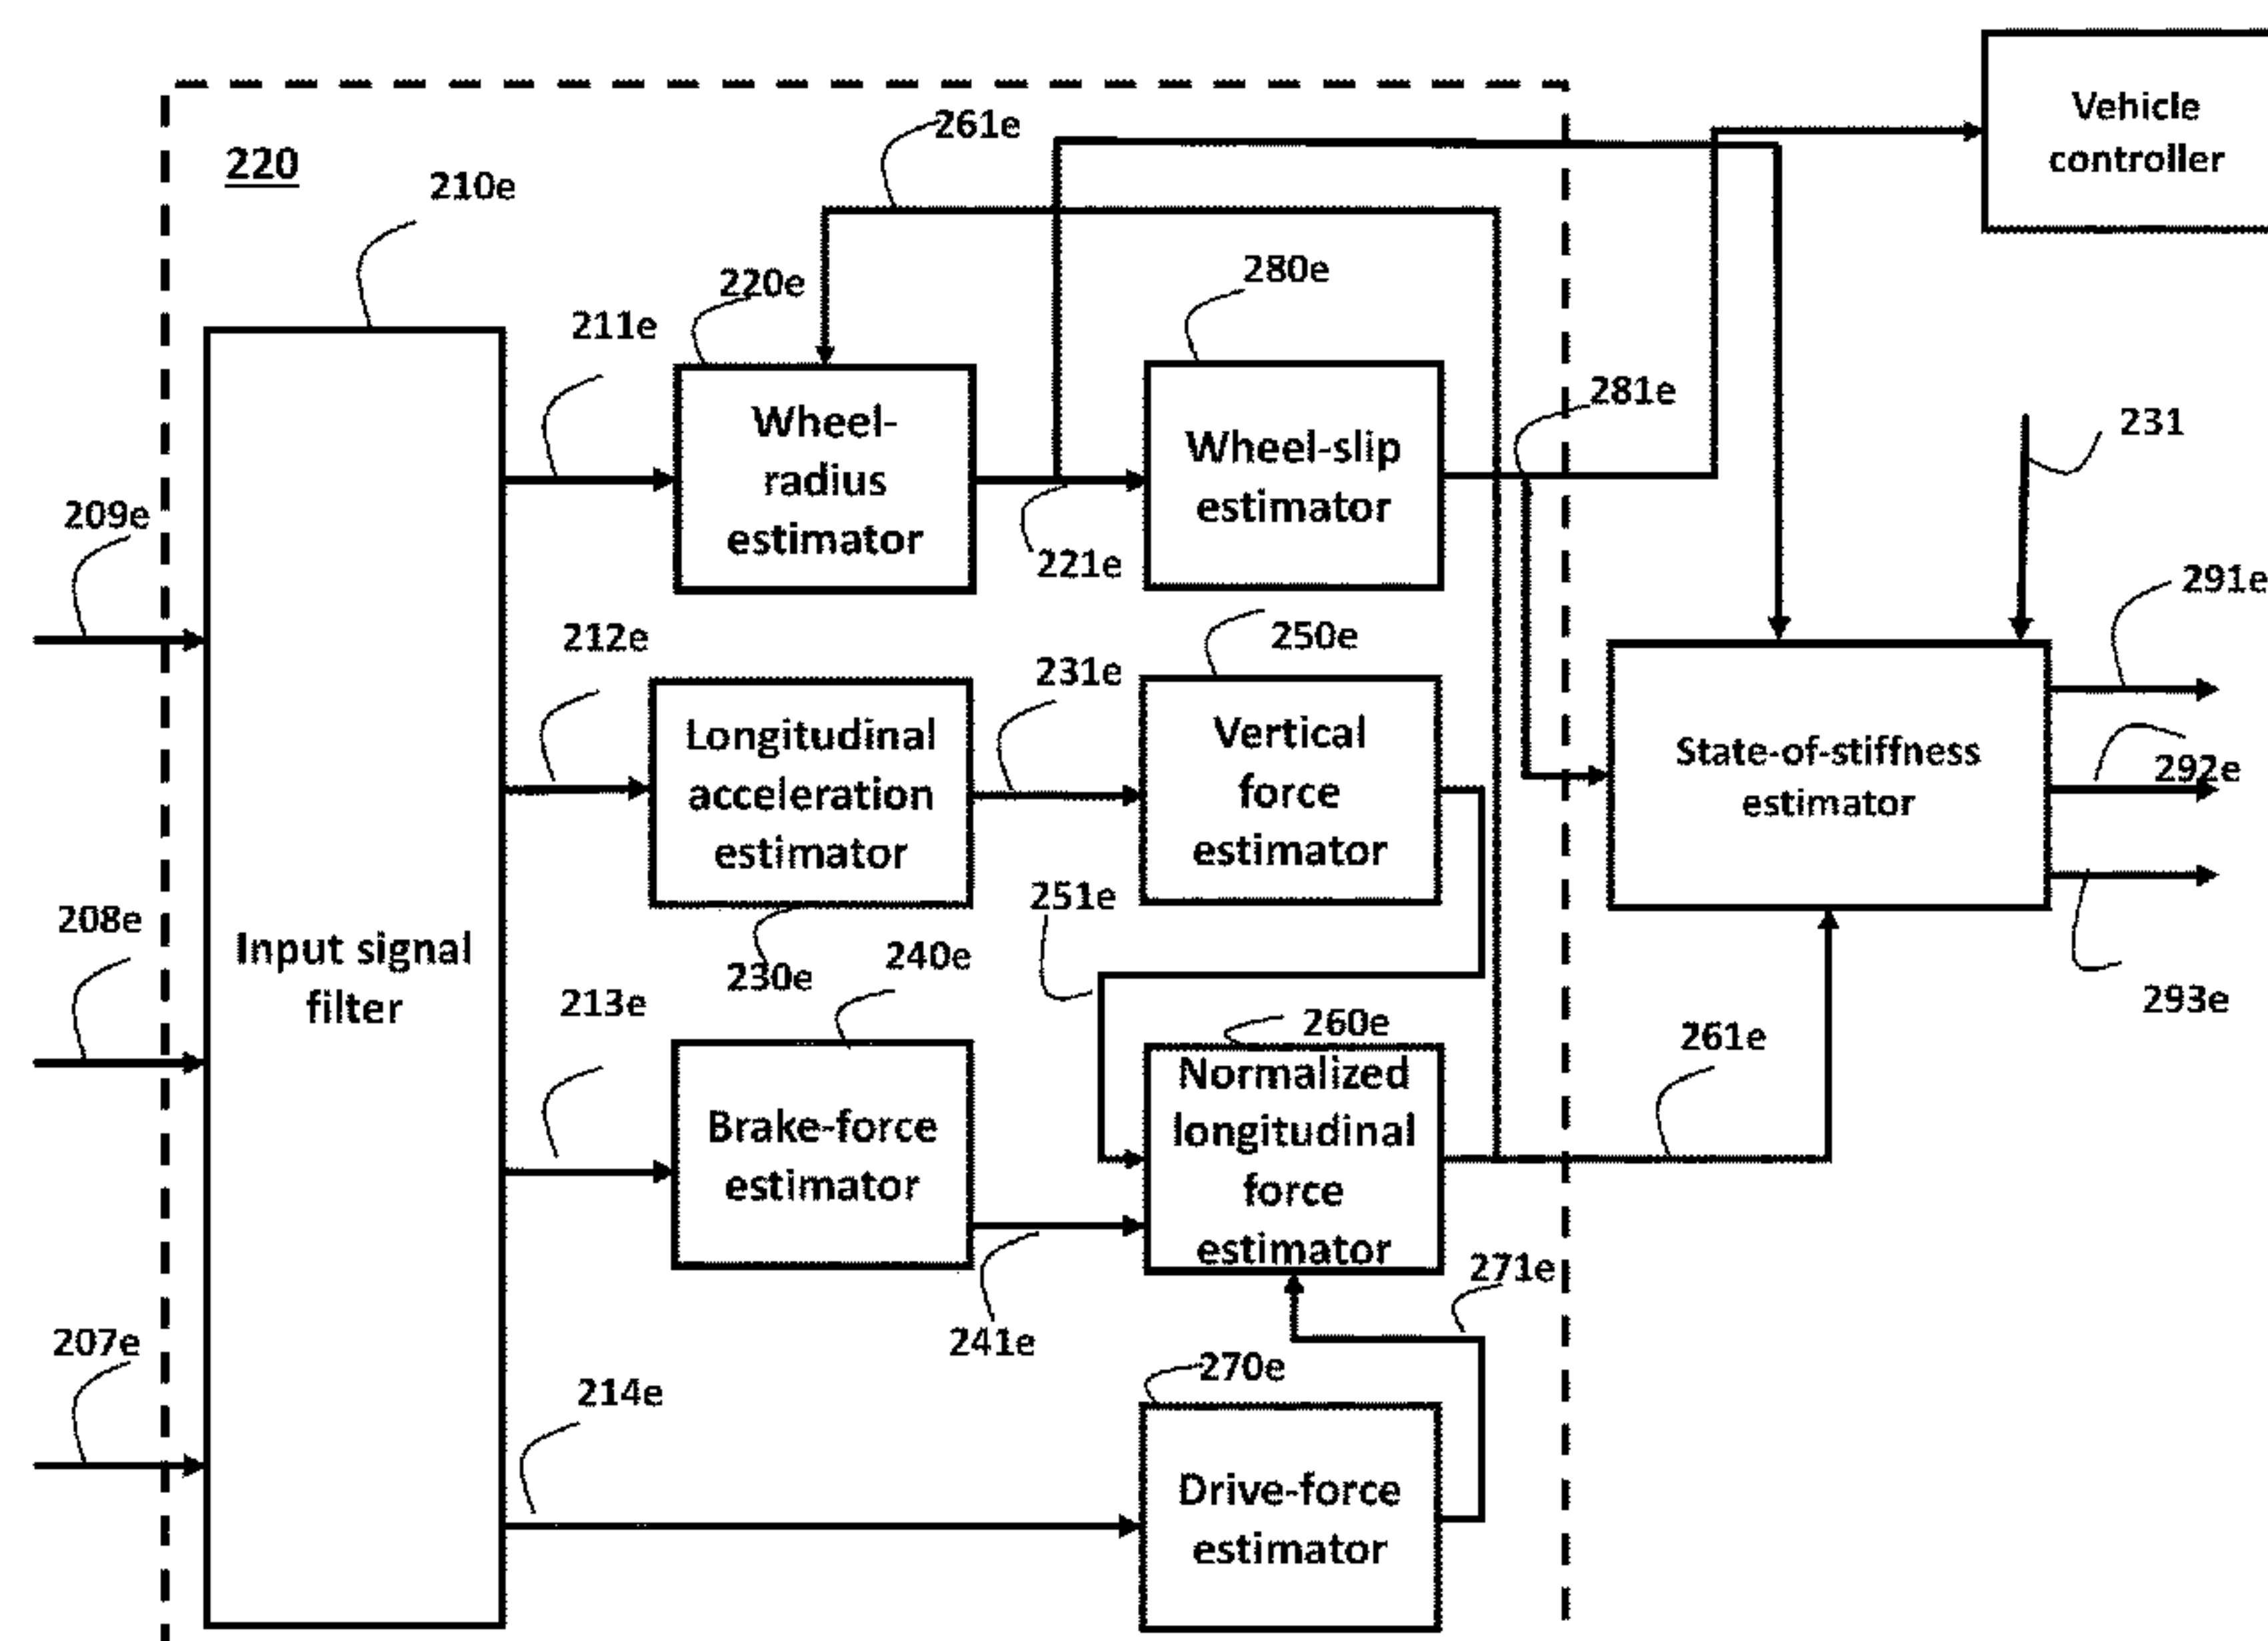 Vehicle
controller
261e
220
210e
280e
220e
211e
281e
231
Wheel-
radius
estimator
Wheel-slip
estimator
209e
221e
291e
212e
250e
231e
Longitudinal
acceleration
estimator
Vertical
force
estimator
State-of-stiffness
estimator
292e
251e
208e
Input signal
filter
230e
240e
213e
260e
293e
261e
Normalized
longitudinal
force
estimator
Brake-force
estimator
271e
241e
207e
270e
214e
Drive-force
estimator